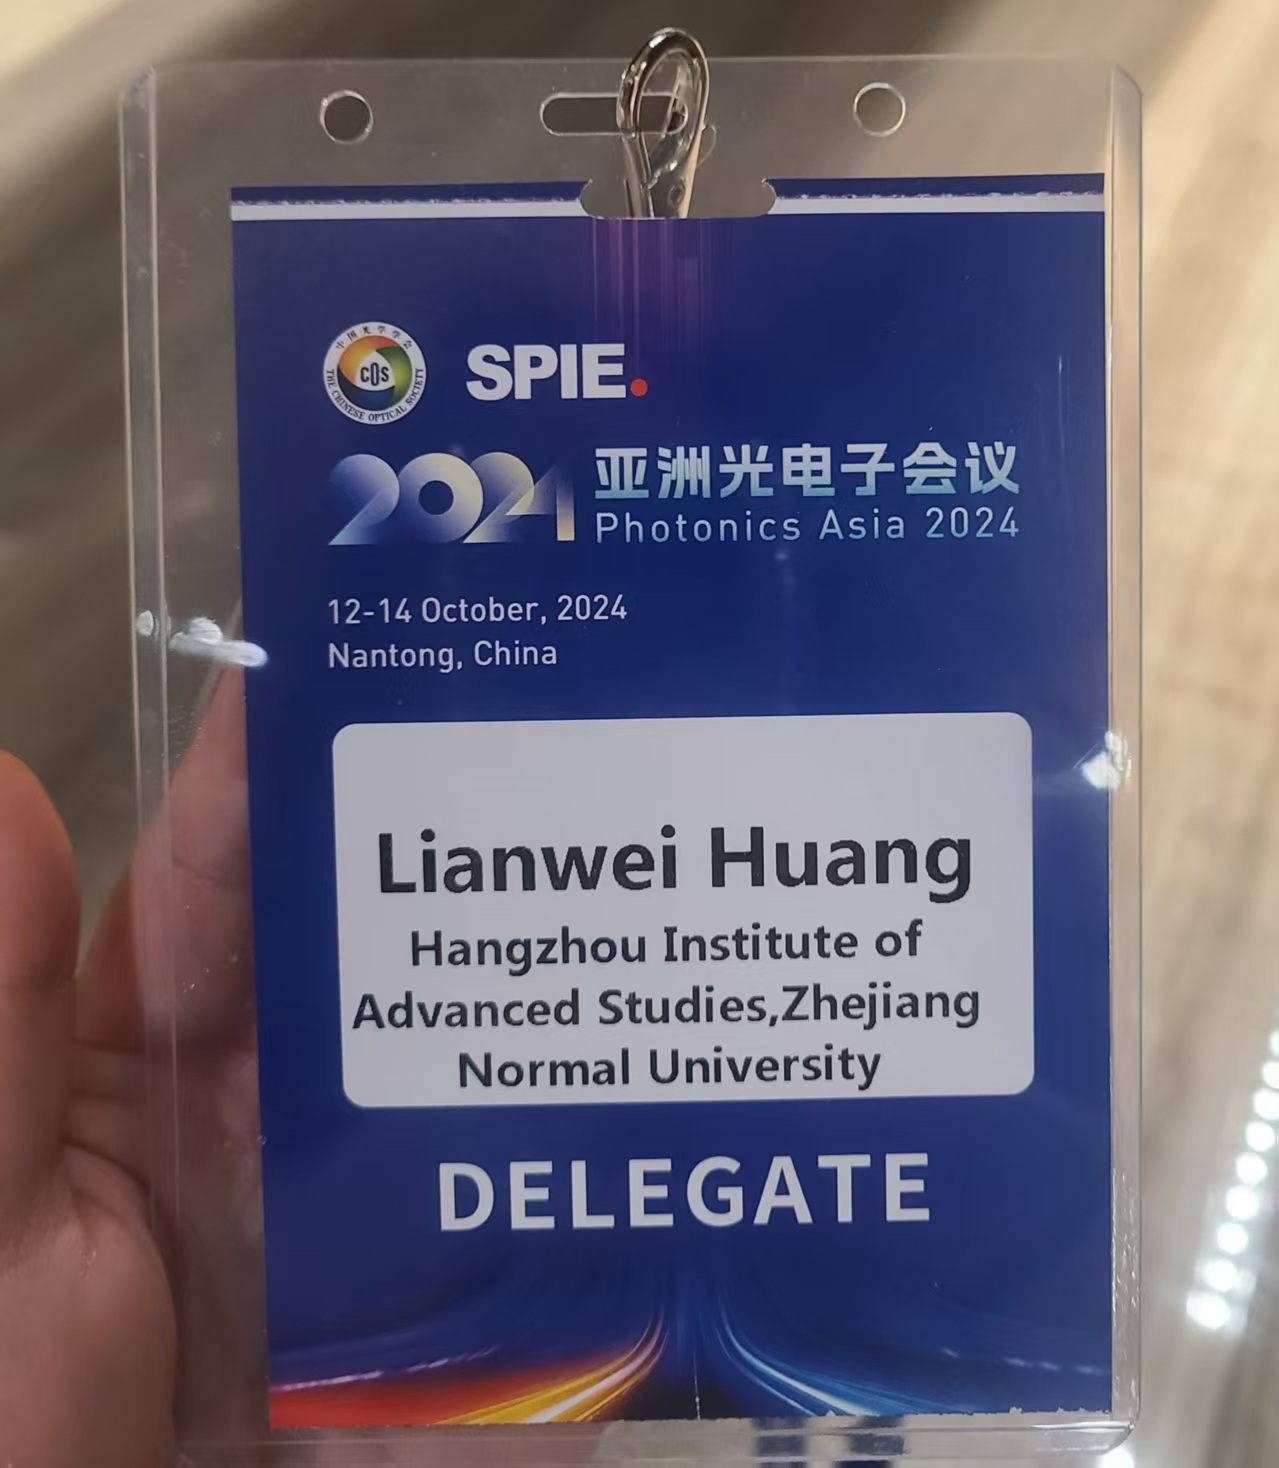 中国光学学会
COS
THE CHINESE OPTICAL SOCIETY
SPIE.
2024
亚洲光电子会议
Photonics Asia 2024
12-14 October, 2024
Nantong, China
Lianwei Huang
Hangzhou Institute of
Advanced Studies,Zhejiang
Normal University
DELEGATE